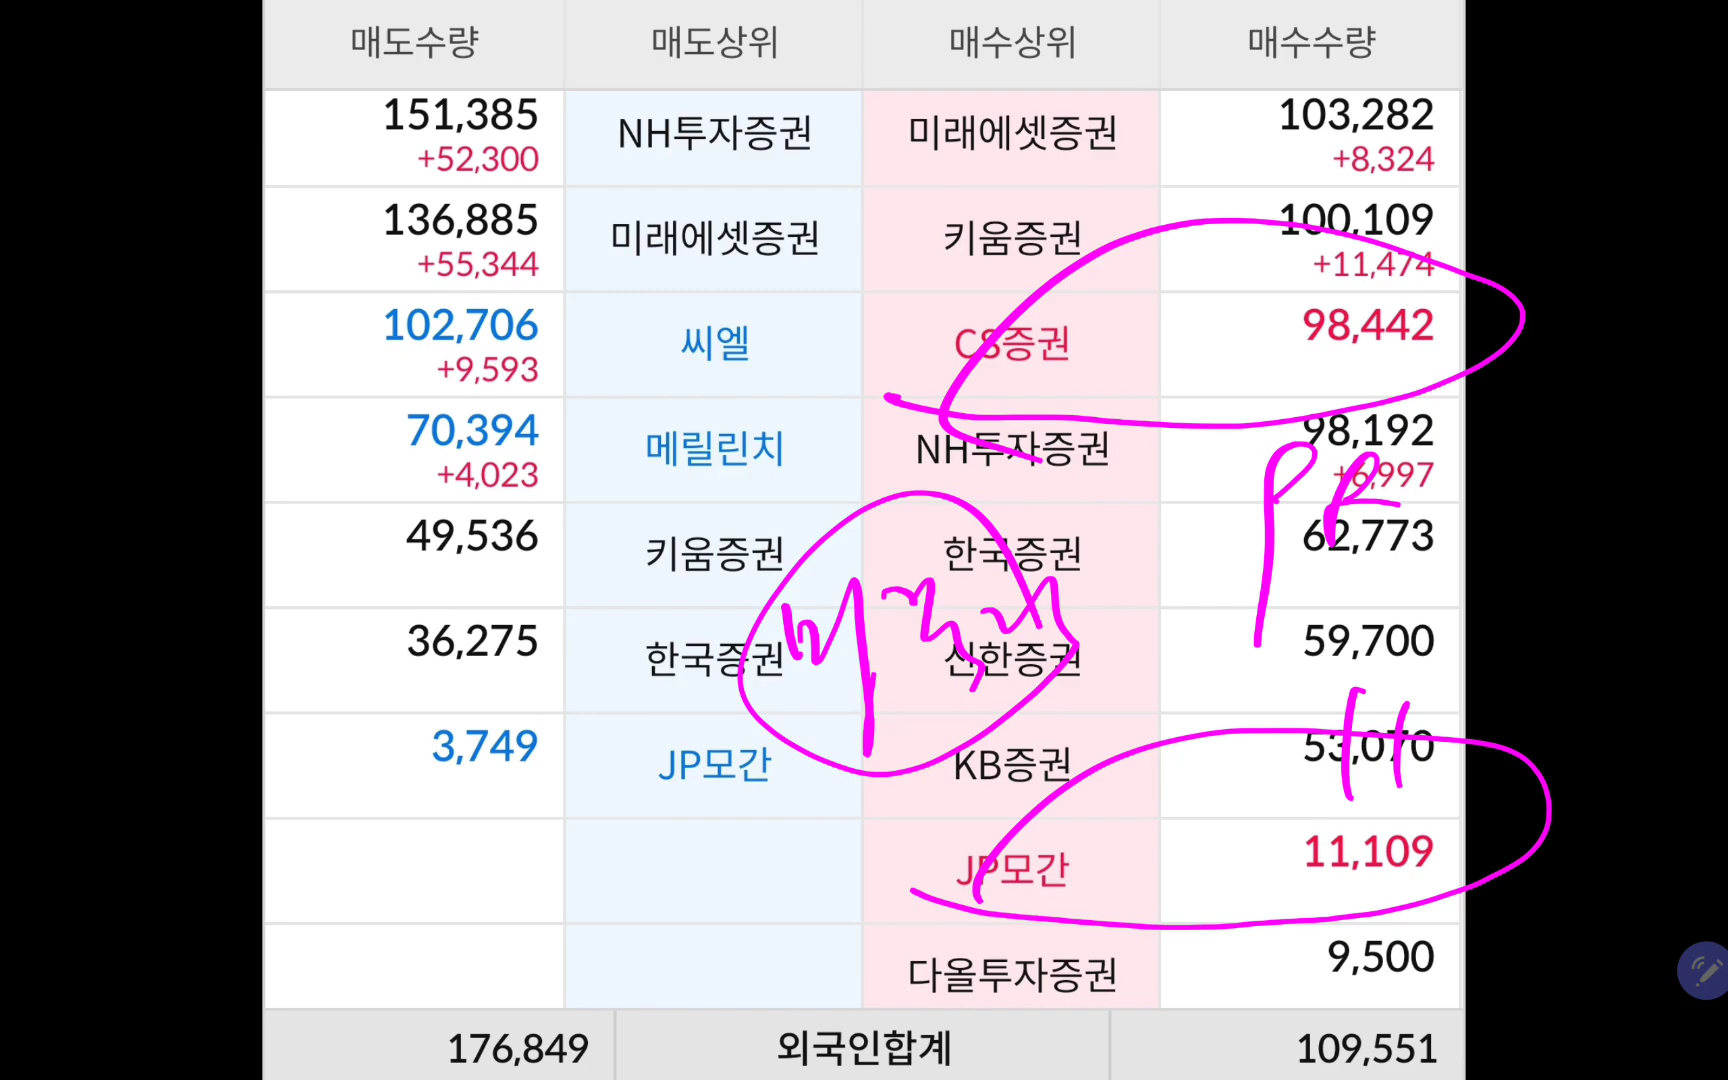 매도수량 매도상위 매수상위 매수수량
151,385 NH투자증권 미래에셋증권 103,282
+52,300 +8,324
136,885 미래에셋증권 키움증권 100,109
+55,344 +11,474
102,706 씨엘 CS증권 98,442
+9,593
70,394 메릴린치 NH투자증권 98,192
+4,023 +6,997
49,536 키움증권 한국증권 62,773
36,275 한국증권 신한증권 59,700
3,749 JP모간 KB증권 53,070
JP모간 11,109
다올투자증권 9,500
176,849 외국인합계 109,551